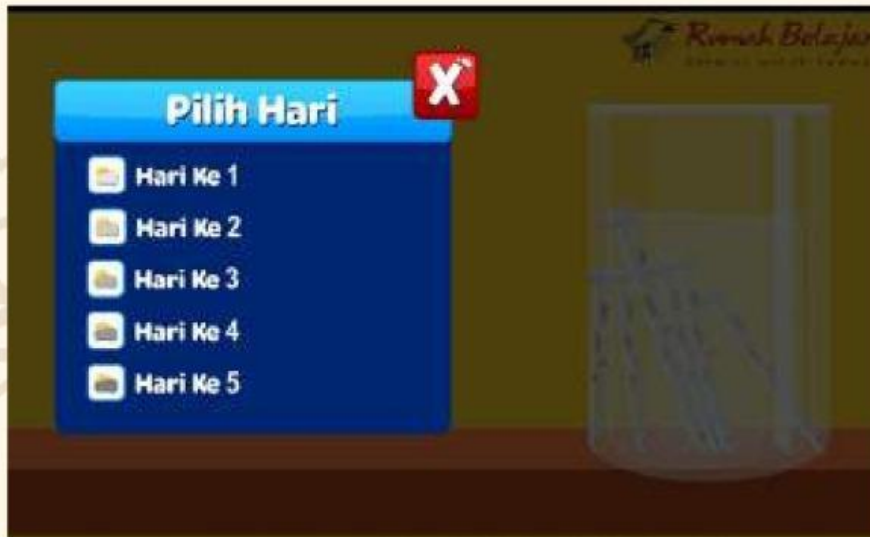 Rumah Belajar
X
Pilih Hari
Hari Ke 1
Hari Ke 2
Hari Ke 3
Hari Ke 4
Hari Ke 5